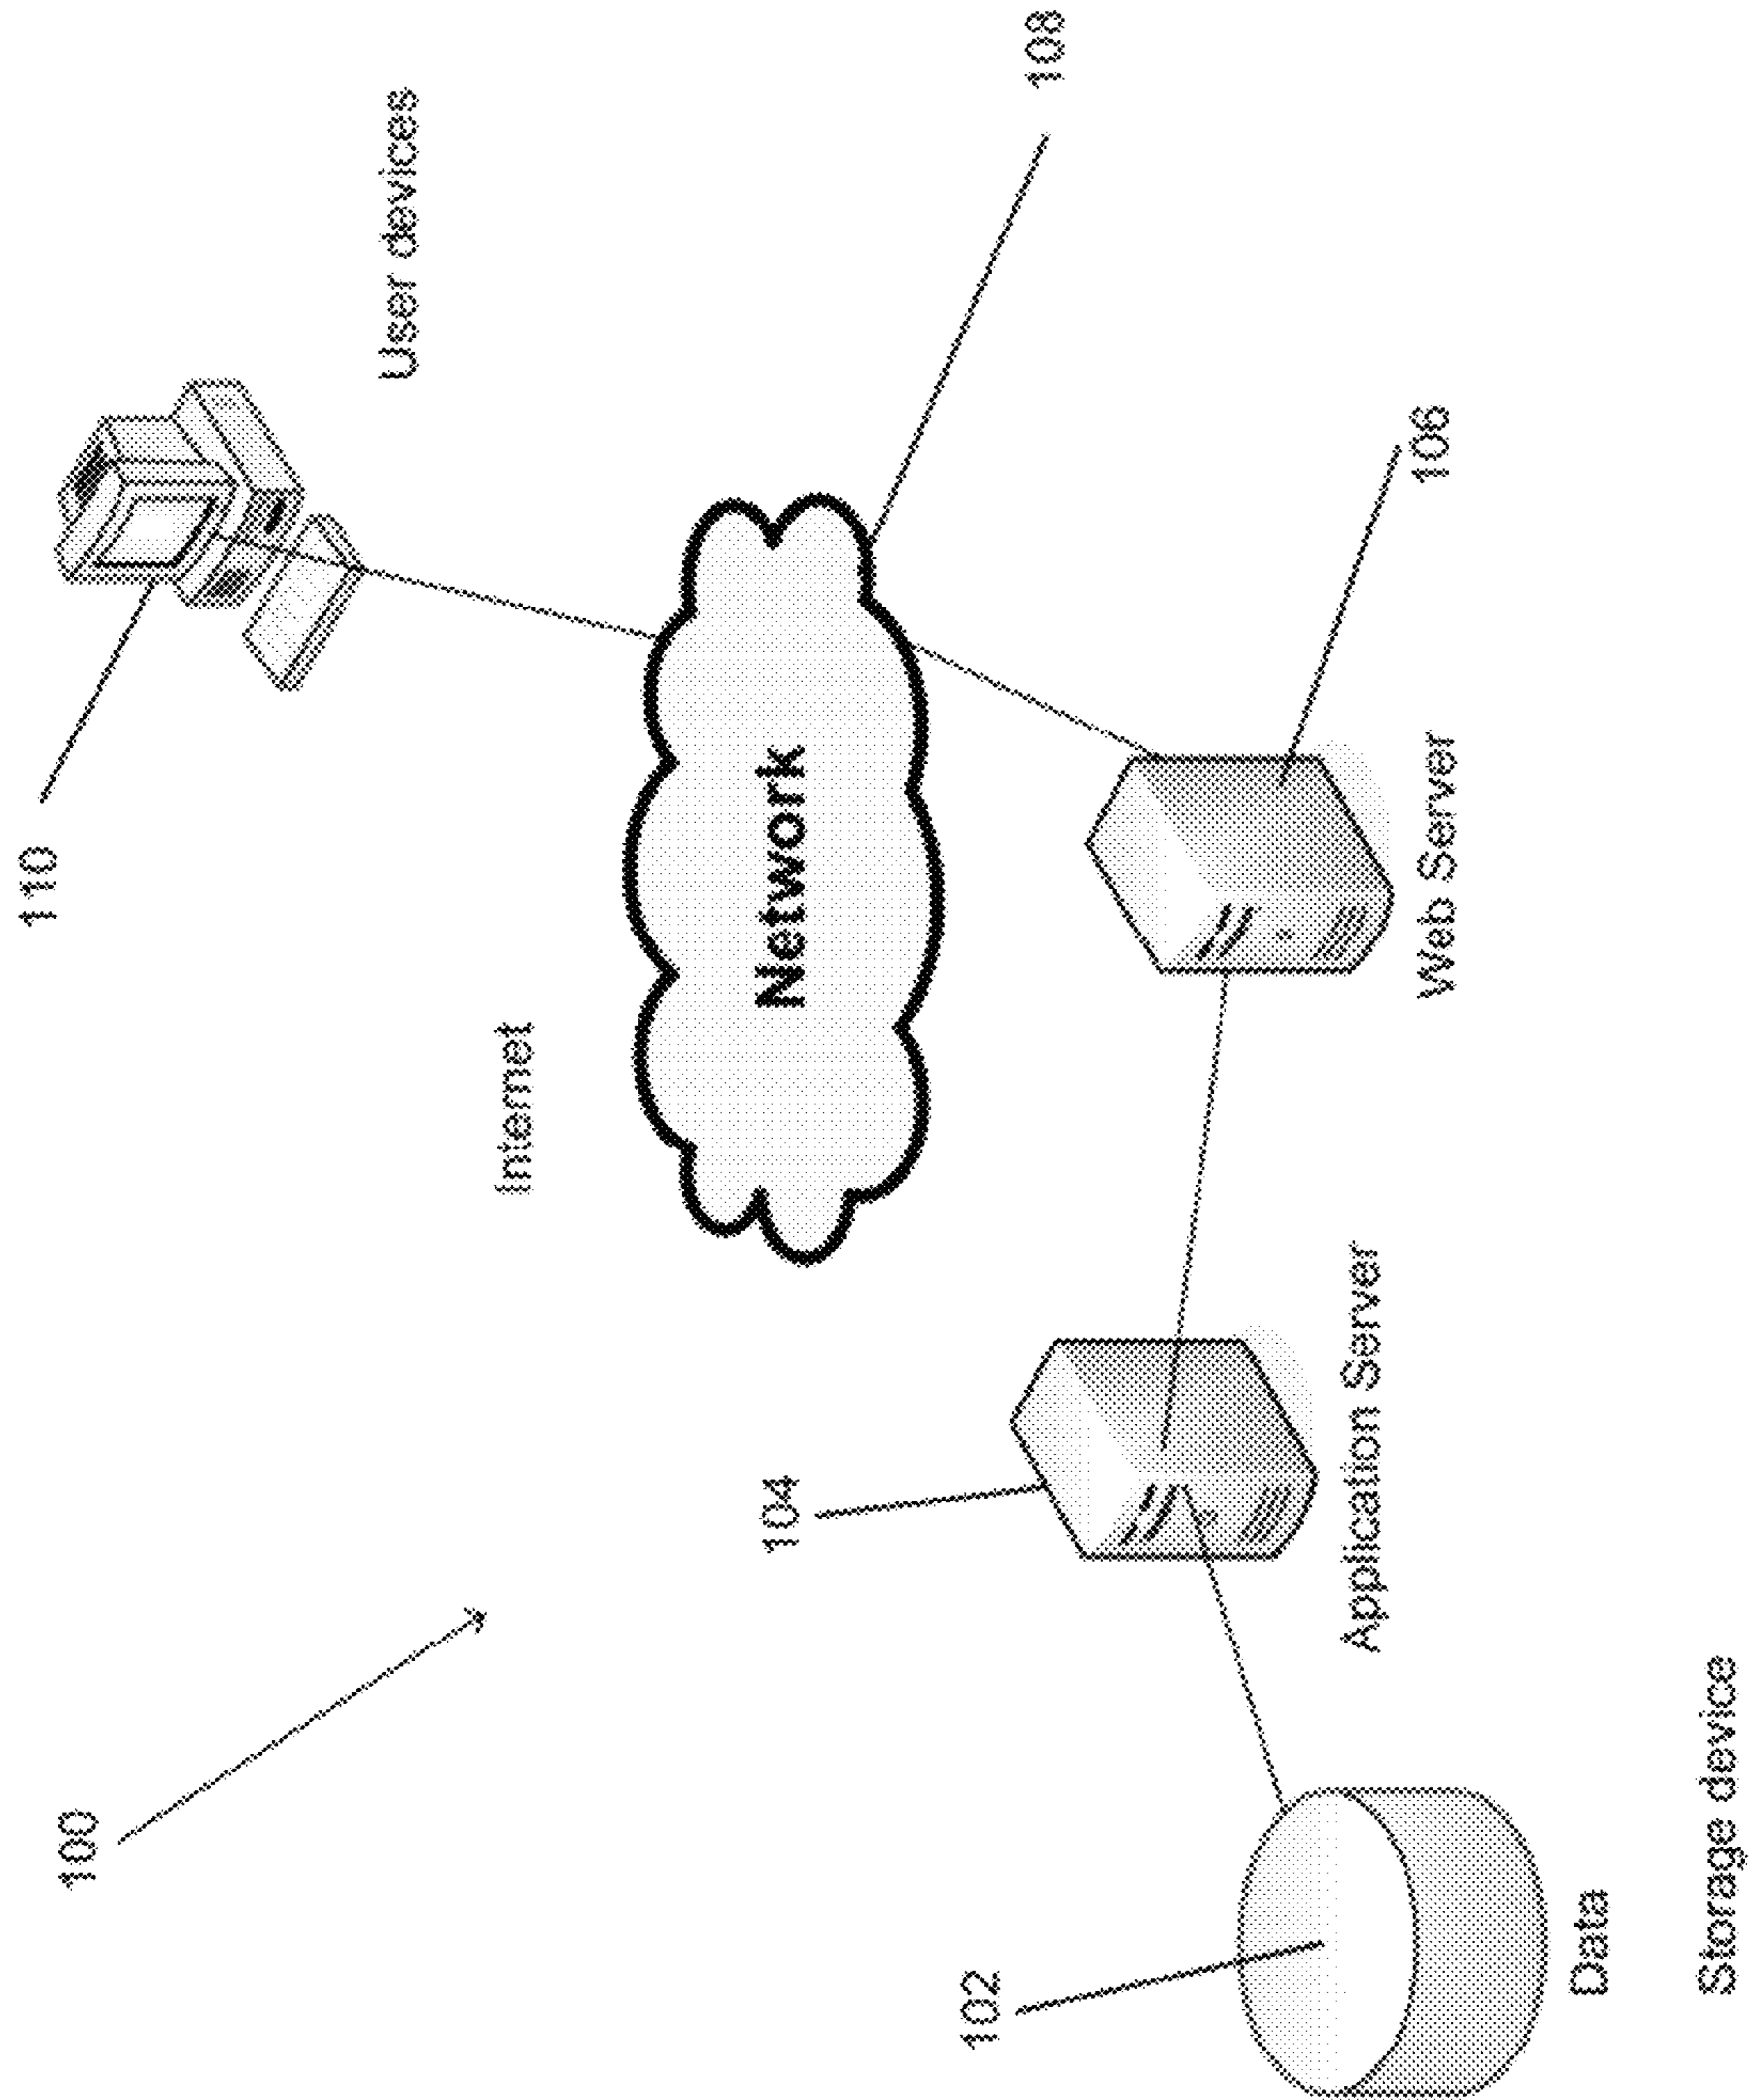 100
110
User devices
Internet
Network
108
104
102
106
Application Server
Web Server
Data
Storage device